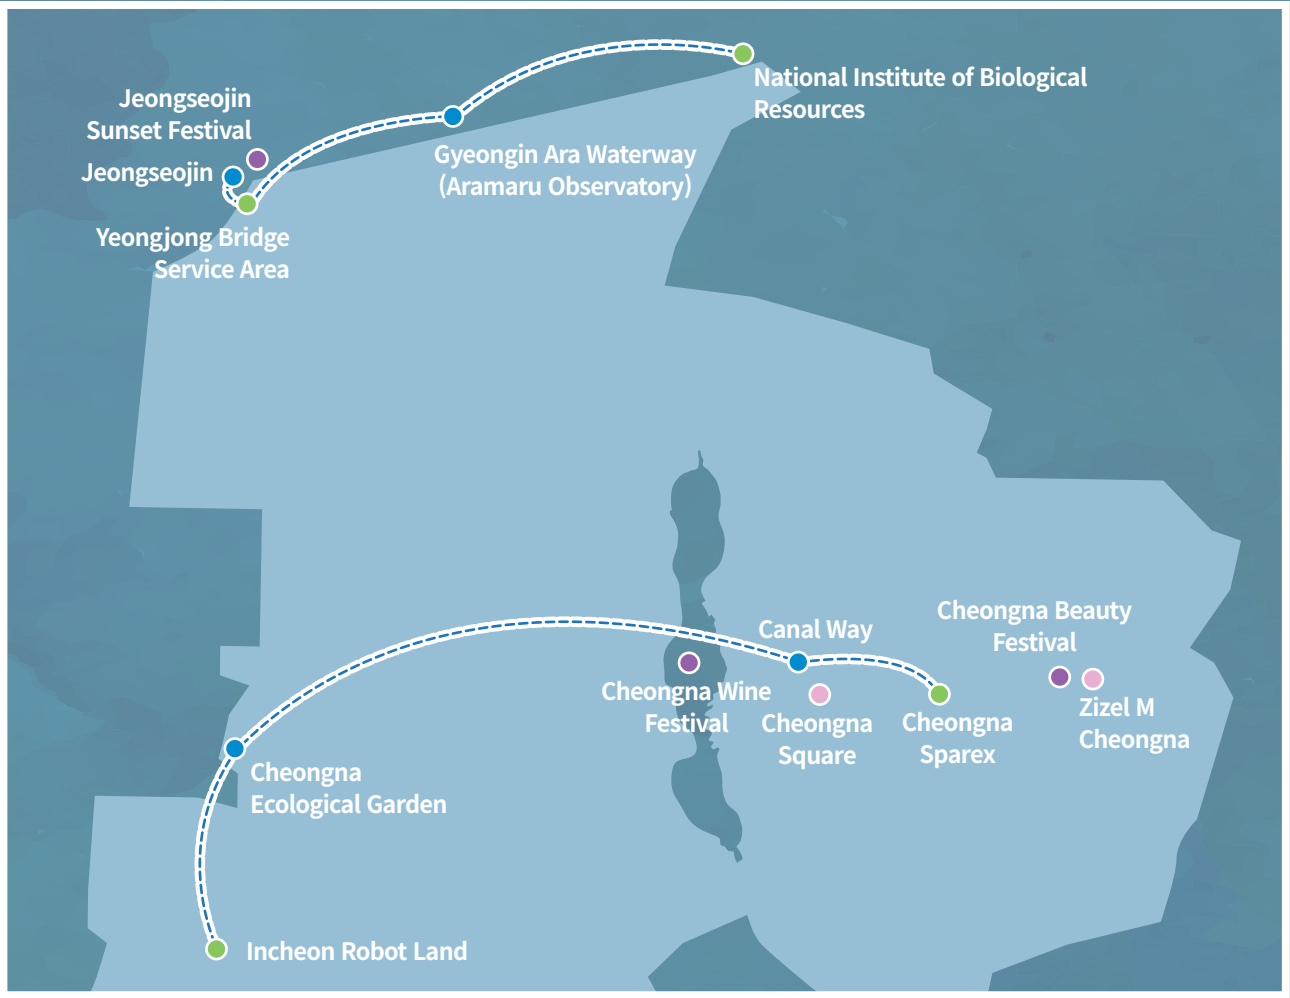 National Institute of Biological
Resources
Jeongseojin
Sunset Festival
Jeongseojin
Gyeongin Ara Waterway
(Aramaru Observatory)
Yeongjong Bridge
Service Area
Cheongna Beauty
Festival
Canal Way
Cheongna Wine
Festival
Cheongna
Square
Cheongna
Sparex
Zizel M
Cheongna
Cheongna
Ecological Garden
Incheon Robot Land